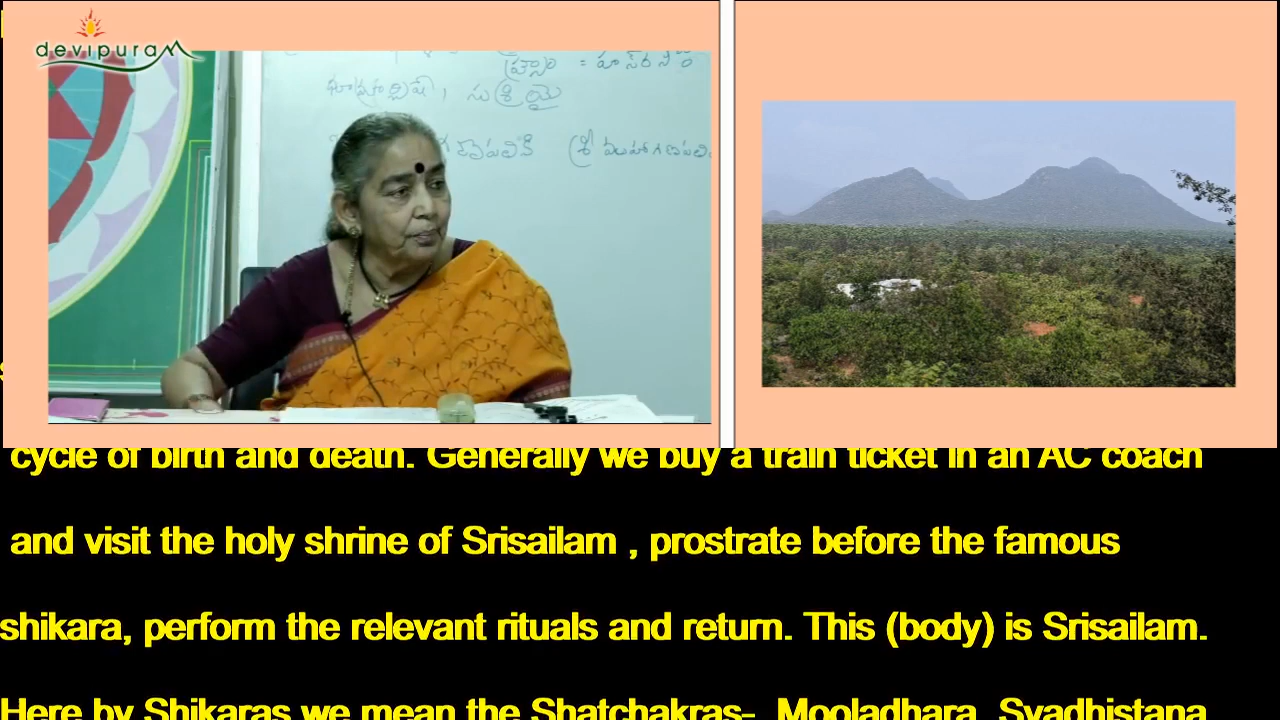 devipuram
సుశ్రియై
cycle of birth and death. Generally we buy a train ticket in an AC coach
and visit the holy shrine of Srisailam , prostrate before the famous
shikara, perform the relevant rituals and return. This (body) is Srisailam.
Here by Shikaras we mean the Shatchakras- Mooladhara, Svadhistana